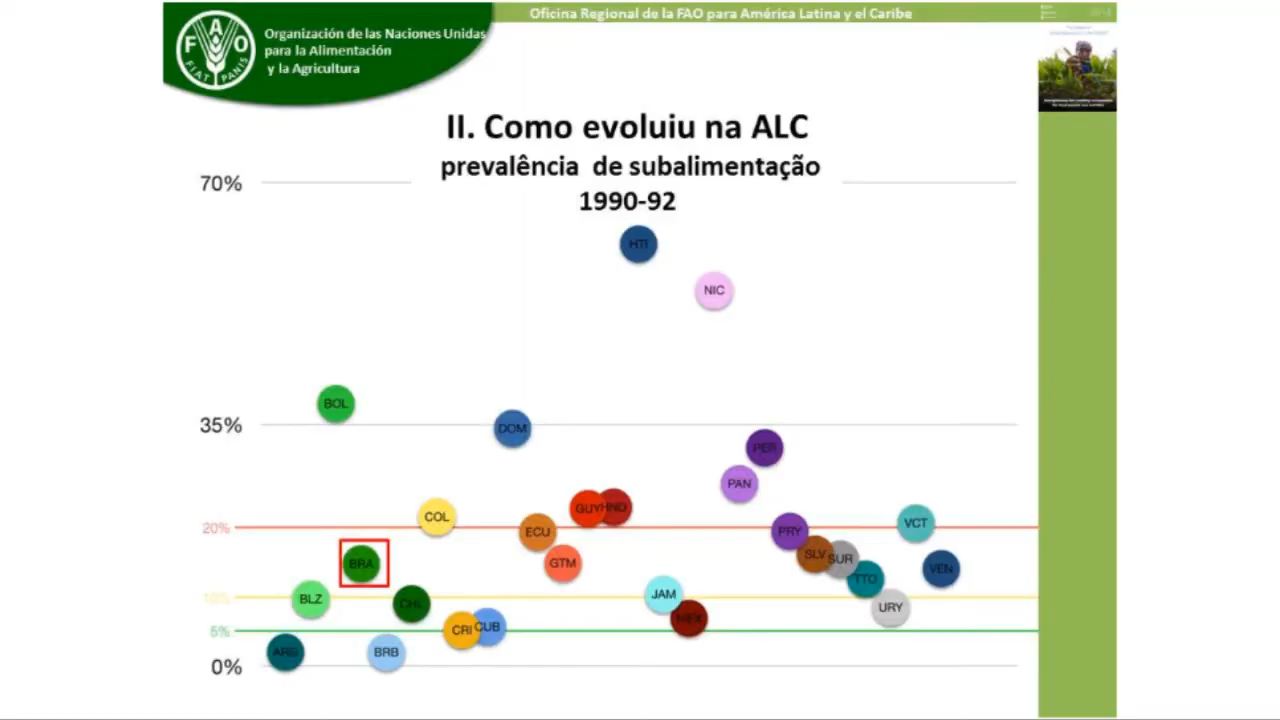 Oficina Regional de la FAO para América Latina y el Caribe
FAO
FIAT PANIS
Organización de las Naciones Unidas
para la Alimentación
y la Agricultura
II. Como evoluiu na ALC
prevalência de subalimentação
1990-92
70%
HTI
NIC
BOL
35%
DOM
PER
PAN
GUY HND
COL
VCT
20%
ECU
PRY
SLV
SUR
BRA
GTM
VEN
TTO
JAM
BLZ
10%
CHL
URY
MEX
CUB
CRI
5%
ARG
BRB
0%